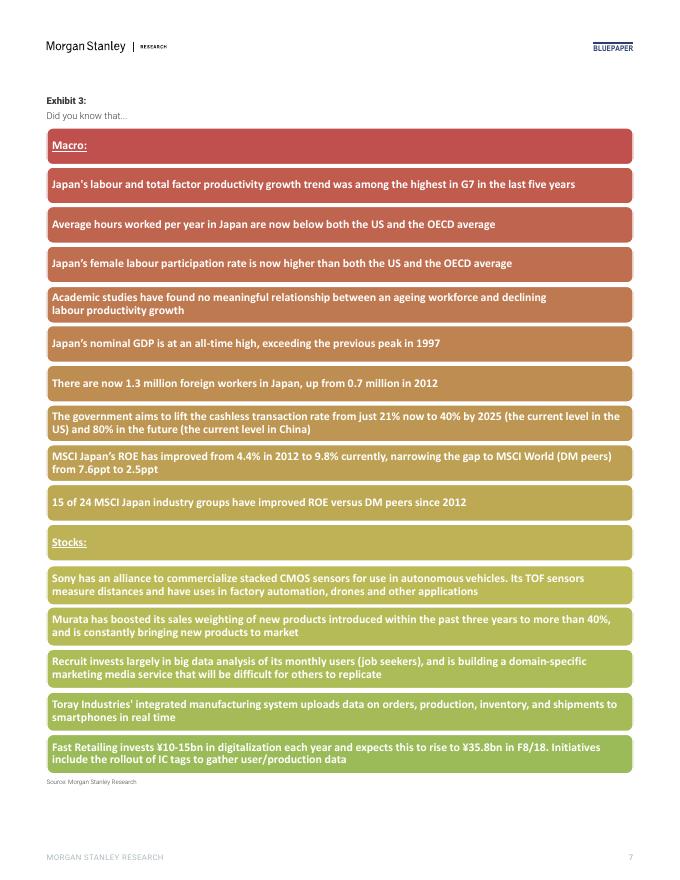 Morgan Stanley | RESEARCH
BLUEPAPER
Exhibit 3:
Did you know that...
Macro:
Japan's labour and total factor productivity growth trend was among the highest in G7 in the last five years
Average hours worked per year in Japan are now below both the US and the OECD average
Japan's female labour participation rate is now higher than both the US and the OECD average
Academic studies have found no meaningful relationship between an ageing workforce and declining
labour productivity growth
Japan's nominal GDP is at an all-time high, exceeding the previous peak in 1997
There are now 1.3 million foreign workers in Japan, up from 0.7 million in 2012
The government aims to lift the cashless transaction rate from just 21% now to 40% by 2025 (the current level in the
US) and 80% in the future (the current level in China)
MSCI Japan's ROE has improved from 4.4% in 2012 to 9.8% currently, narrowing the gap to MSCI World (DM peers)
from 7.6ppt to 2.5ppt
15 of 24 MSCI Japan industry groups have improved ROE versus DM peers since 2012
Stocks:
Sony has an alliance to commercialize stacked CMOS sensors for use in autonomous vehicles. Its TOF sensors
measure distances and have uses in factory automation, drones and other applications
Murata has boosted its sales weighting of new products introduced within the past three years to more than 40%,
and is constantly bringing new products to market
Recruit invests largely in big data analysis of its monthly users (job seekers), and is building a domain-specific
marketing media service that will be difficult for others to replicate
Toray Industries' integrated manufacturing system uploads data on orders, production, inventory, and shipments to
smartphones in real time
Fast Retailing invests ¥10-15bn in digitalization each year and expects this to rise to ¥35.8bn in F8/18. Initiatives
include the rollout of IC tags to gather user/production data
Source: Morgan Stanley Research
MORGAN STANLEY RESEARCH
7